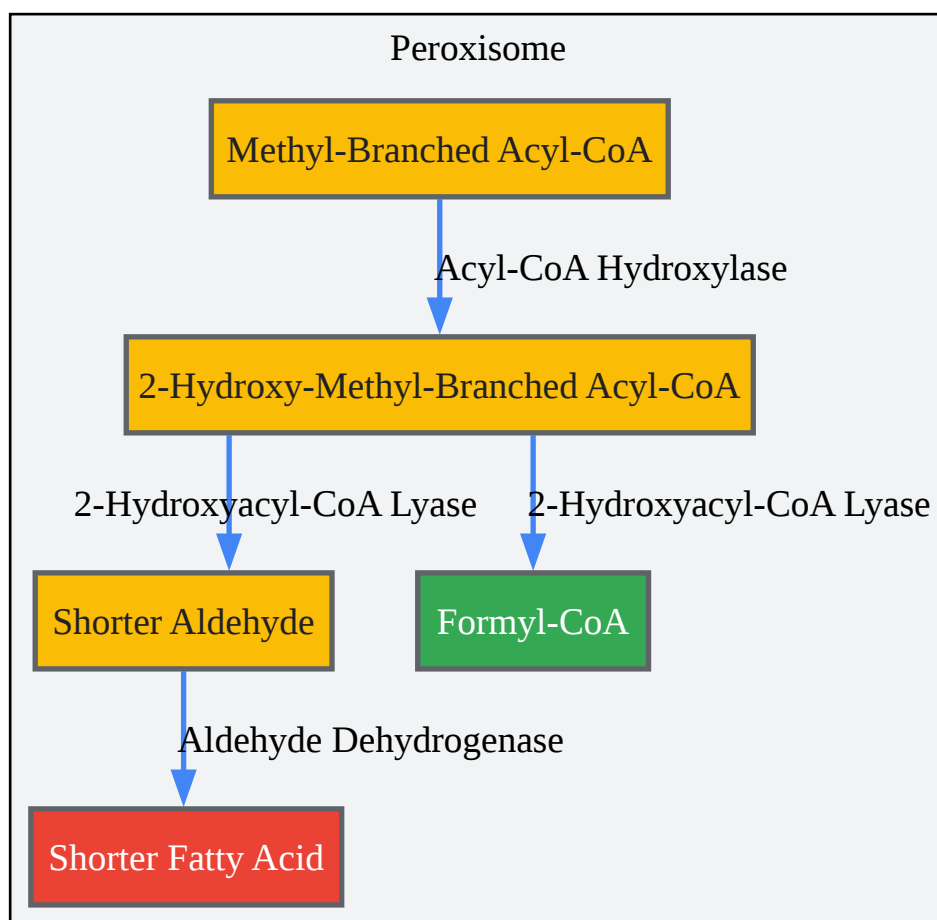 Peroxisome
Methyl-Branched Acyl-CoA
Acyl-CoA Hydroxylase
2-Hydroxy-Methyl-Branched Acyl-CoA
2-Hydroxyacyl-CoA Lyase
2-Hydroxyacyl-CoA Lyase
Shorter Aldehyde
Formyl-CoA
Aldehyde Dehydrogenase
Shorter Fatty Acid